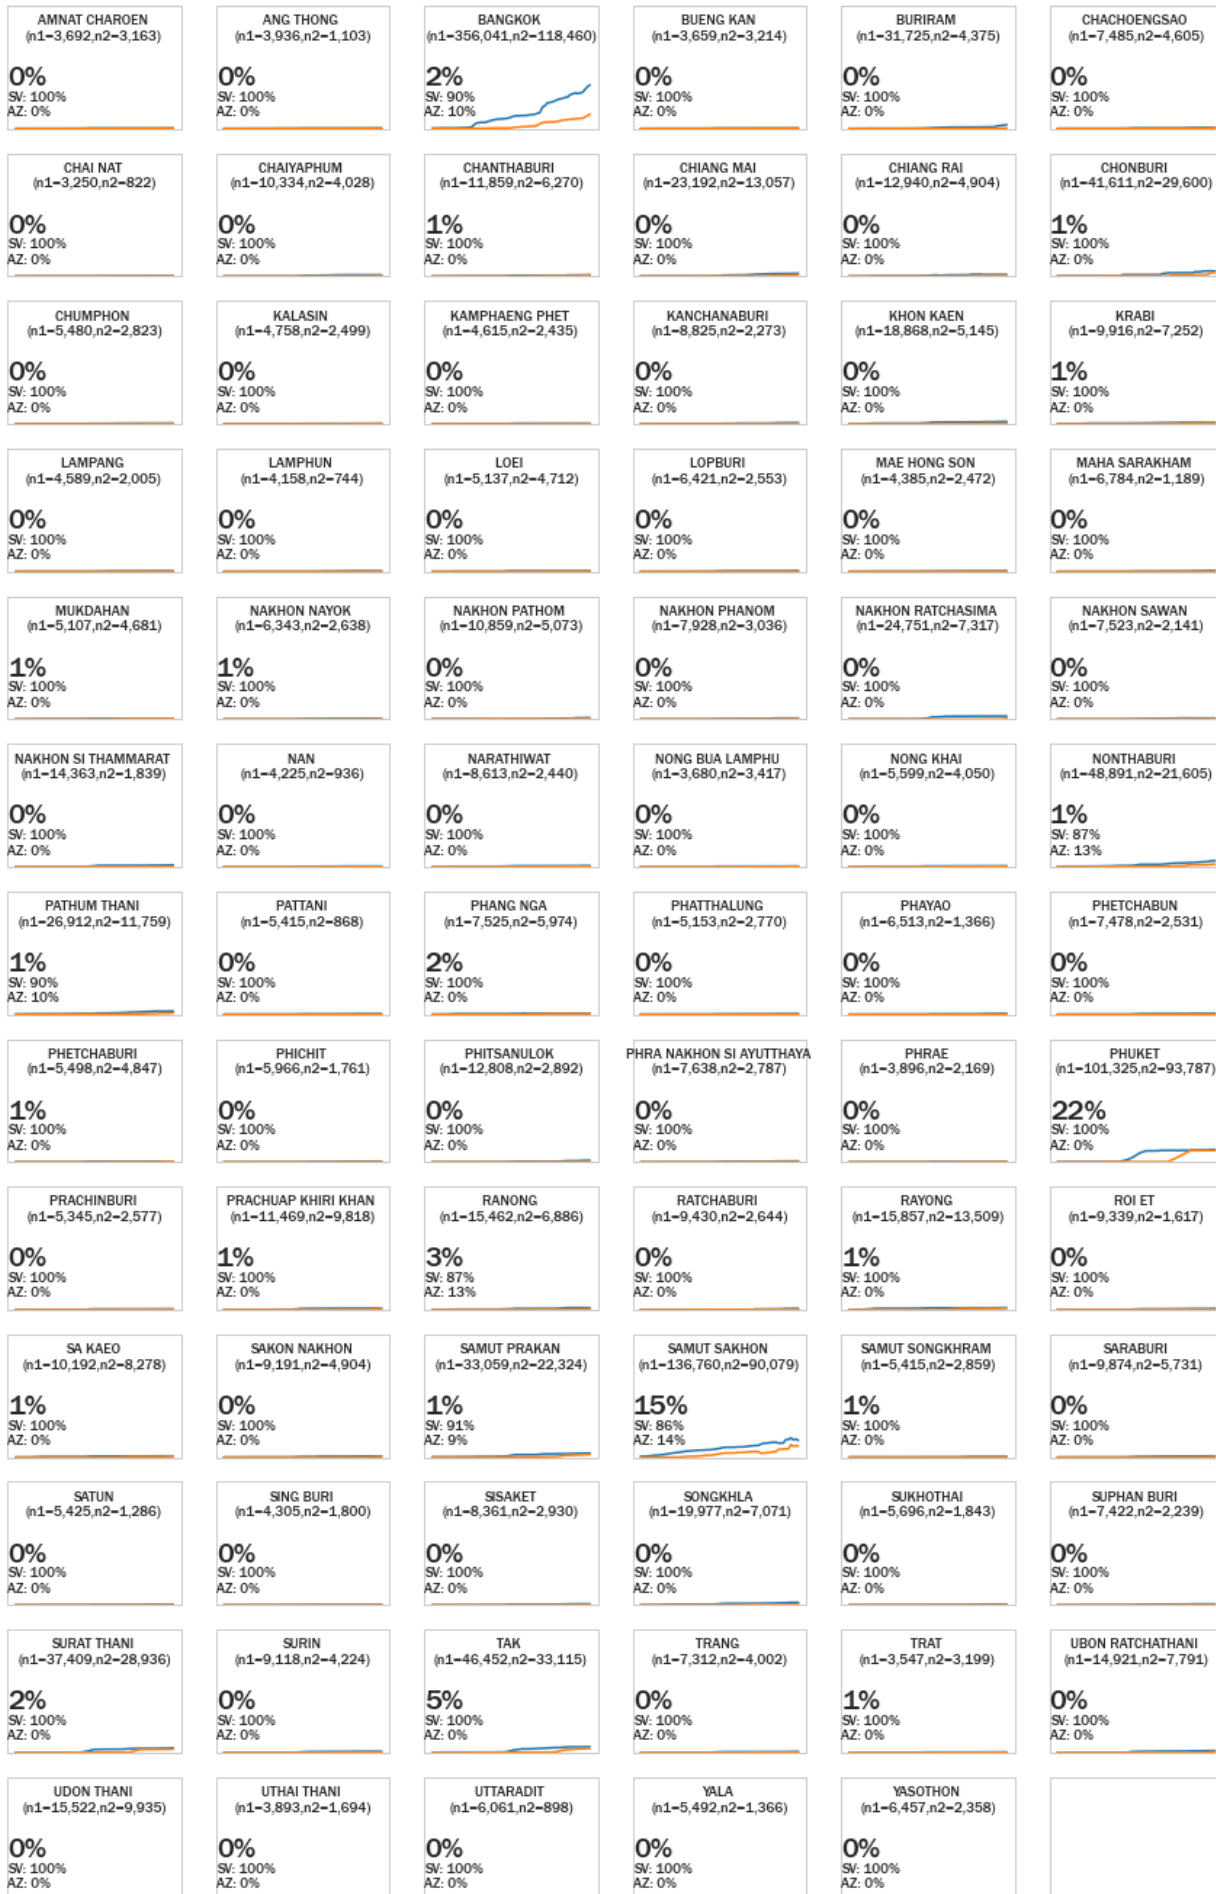 AMNAT CHAROEN
(n1=3,692,n2=3,163)
0%
SV: 100%
AZ: 0%
ANG THONG
(n1=3,936,n2=1,103)
0%
SV: 100%
AZ: 0%
BANGKOK
(n1=356,041,n2=118,460)
2%
SV: 90%
AZ: 10%
BUENG KAN
(n1=3,659,n2=3,214)
0%
SV: 100%
AZ: 0%
BURIRAM
(n1=31,725,n2=4,375)
0%
SV: 100%
AZ: 0%
CHACHOENGSAO
(n1=7,485,n2=4,605)
0%
SV: 100%
AZ: 0%
CHAI NAT
(n1=3,250,n2=822)
0%
SV: 100%
AZ: 0%
CHAIYAPHUM
(n1=10,334,n2=4,028)
0%
SV: 100%
AZ: 0%
CHANTHABURI
(n1=11,859,n2=6,270)
1%
SV: 100%
AZ: 0%
CHIANG MAI
(n1=23,192,n2=13,057)
0%
SV: 100%
AZ: 0%
CHIANG RAI
(n1=12,940,n2=4,904)
0%
SV: 100%
AZ: 0%
CHONBURI
(n1=41,611,n2=29,600)
1%
SV: 100%
AZ: 0%
CHUMPHON
(n1=5,480,n2=2,823)
0%
SV: 100%
AZ: 0%
KALASIN
(n1=4,758,n2=2,499)
0%
SV: 100%
AZ: 0%
KAMPHAENG PHET
(n1=4,615,n2=2,435)
0%
SV: 100%
AZ: 0%
KANCHANABURI
(n1=8,825,n2=2,273)
0%
SV: 100%
AZ: 0%
KHON KAEN
(n1=18,868,n2=5,145)
0%
SV: 100%
AZ: 0%
KRABI
(n1=9,916,n2=7,252)
1%
SV: 100%
AZ: 0%
LAMPANG
(n1=4,589,n2=2,005)
0%
SV: 100%
AZ: 0%
LAMPHUN
(n1=4,158,n2=744)
0%
SV: 100%
AZ: 0%
LOEI
(n1=5,137,n2=4,712)
0%
SV: 100%
AZ: 0%
LOPBURI
(n1=6,421,n2=2,553)
0%
SV: 100%
AZ: 0%
MAE HONG SON
(n1=4,385,n2=2,472)
0%
SV: 100%
AZ: 0%
MAHA SARAKHAM
(n1=6,784,n2=1,189)
0%
SV: 100%
AZ: 0%
MUKDAHAN
(n1=5,107,n2=4,681)
1%
SV: 100%
AZ: 0%
NAKHON NAYOK
(n1=6,343,n2=2,638)
1%
SV: 100%
AZ: 0%
NAKHON PATHOM
(n1=10,859,n2=5,073)
0%
SV: 100%
AZ: 0%
NAKHON PHANOM
(n1=7,928,n2=3,036)
0%
SV: 100%
AZ: 0%
NAKHON RATCHASIMA
(n1=24,751,n2=7,317)
0%
SV: 100%
AZ: 0%
NAKHON SAWAN
(n1=7,523,n2=2,141)
0%
SV: 100%
AZ: 0%
NAKHON SI THAMMARAT
(n1=14,363,n2=1,839)
0%
SV: 100%
AZ: 0%
NAN
(n1=4,225,n2=936)
0%
SV: 100%
AZ: 0%
NARATHIWAT
(n1=8,613,n2=2,440)
0%
SV: 100%
AZ: 0%
NONG BUA LAMPHU
(n1=3,680,n2=3,417)
0%
SV: 100%
AZ: 0%
NONG KHAI
(n1=5,599,n2=4,050)
0%
SV: 100%
AZ: 0%
NONTHABURI
(n1=48,891,n2=21,605)
1%
SV: 87%
AZ: 13%
PATHUM THANI
(n1=26,912,n2=11,759)
1%
SV: 90%
AZ: 10%
PATTANI
(n1=5,415,n2=868)
0%
SV: 100%
AZ: 0%
PHANG NGA
(n1=7,525,n2=5,974)
2%
SV: 100%
AZ: 0%
PHATTHALUNG
(n1=5,153,n2=2,770)
0%
SV: 100%
AZ: 0%
PHAYAO
(n1=6,513,n2=1,366)
0%
SV: 100%
AZ: 0%
PHETCHABUN
(n1=7,478,n2=2,531)
0%
SV: 100%
AZ: 0%
PHETCHABURI
(n1=5,498,n2=4,847)
1%
SV: 100%
AZ: 0%
PHICHIT
(n1=5,966,n2=1,761)
0%
SV: 100%
AZ: 0%
PHITSANULOK
(n1=12,808,n2=2,892)
0%
SV: 100%
AZ: 0%
PHRA NAKHON SI AYUTTHAYA
(n1=7,638,n2=2,787)
0%
SV: 100%
AZ: 0%
PHRAE
(n1=3,896,n2=2,169)
0%
SV: 100%
AZ: 0%
PHUKET
(n1=101,325,n2=93,787)
22%
SV: 100%
AZ: 0%
PRACHINBURI
(n1=5,345,n2=2,577)
0%
SV: 100%
AZ: 0%
PRACHUAP KHIRI KHAN
(n1=11,469,n2=9,818)
1%
SV: 100%
AZ: 0%
RANONG
(n1=15,462,n2=6,886)
3%
SV: 87%
AZ: 13%
RATCHABURI
(n1=9,430,n2=2,644)
0%
SV: 100%
AZ: 0%
RAYONG
(n1=15,857,n2=13,509)
1%
SV: 100%
AZ: 0%
ROI ET
(n1=9,339,n2=1,617)
0%
SV: 100%
AZ: 0%
SA KAEO
(n1=10,192,n2=8,278)
1%
SV: 100%
AZ: 0%
SAKON NAKHON
(n1=9,191,n2=4,904)
0%
SV: 100%
AZ: 0%
SAMUT PRAKAN
(n1=33,059,n2=22,324)
1%
SV: 91%
AZ: 9%
SAMUT SAKHON
(n1=136,760,n2=90,079)
15%
SV: 86%
AZ: 14%
SAMUT SONGKHRAM
(n1=5,415,n2=2,859)
1%
SV: 100%
AZ: 0%
SARABURI
(n1=9,874,n2=5,731)
0%
SV: 100%
AZ: 0%
SATUN
(n1=5,425,n2=1,286)
0%
SV: 100%
AZ: 0%
SING BURI
(n1=4,305,n2=1,800)
0%
SV: 100%
AZ: 0%
SISAKET
(n1=8,361,n2=2,930)
0%
SV: 100%
AZ: 0%
SONGKHLA
(n1=19,977,n2=7,071)
0%
SV: 100%
AZ: 0%
SUKHOTHAI
(n1=5,696,n2=1,843)
0%
SV: 100%
AZ: 0%
SUPHAN BURI
(n1=7,422,n2=2,239)
0%
SV: 100%
AZ: 0%
SURAT THANI
(n1=37,409,n2=28,936)
2%
SV: 100%
AZ: 0%
SURIN
(n1=9,118,n2=4,224)
0%
SV: 100%
AZ: 0%
TAK
(n1=46,452,n2=33,115)
5%
SV: 100%
AZ: 0%
TRANG
(n1=7,312,n2=4,002)
0%
SV: 100%
AZ: 0%
TRAT
(n1=3,547,n2=3,199)
1%
SV: 100%
AZ: 0%
UBON RATCHATHANI
(n1=14,921,n2=7,791)
0%
SV: 100%
AZ: 0%
UDON THANI
(n1=15,522,n2=9,935)
0%
SV: 100%
AZ: 0%
UTHAI THANI
(n1=3,893,n2=1,694)
0%
SV: 100%
AZ: 0%
UTTARADIT
(n1=6,061,n2=898)
0%
SV: 100%
AZ: 0%
YALA
(n1=5,492,n2=1,366)
0%
SV: 100%
AZ: 0%
YASOTHON
(n1=6,457,n2=2,358)
0%
SV: 100%
AZ: 0%